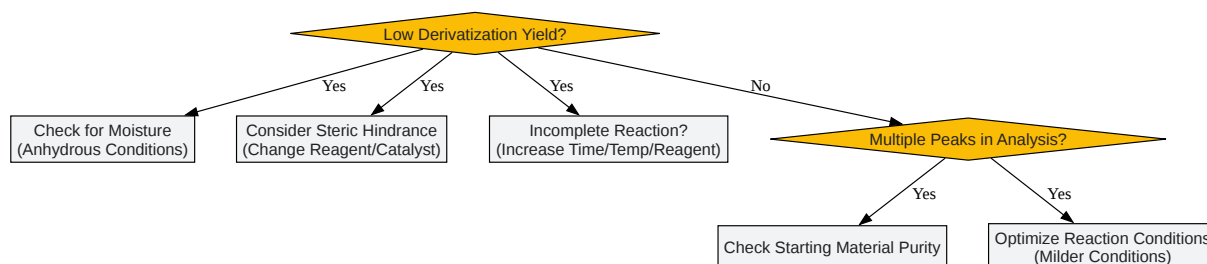 Low Derivatization Yield?
Yes
Yes
Yes
No
Check for Moisture
(Anhydrous Conditions)
Consider Steric Hindrance
(Change Reagent/Catalyst)
Incomplete Reaction?
(Increase Time/Temp/Reagent)
Multiple Peaks in Analysis?
Yes
Yes
Check Starting Material Purity
Optimize Reaction Conditions
(Milder Conditions)